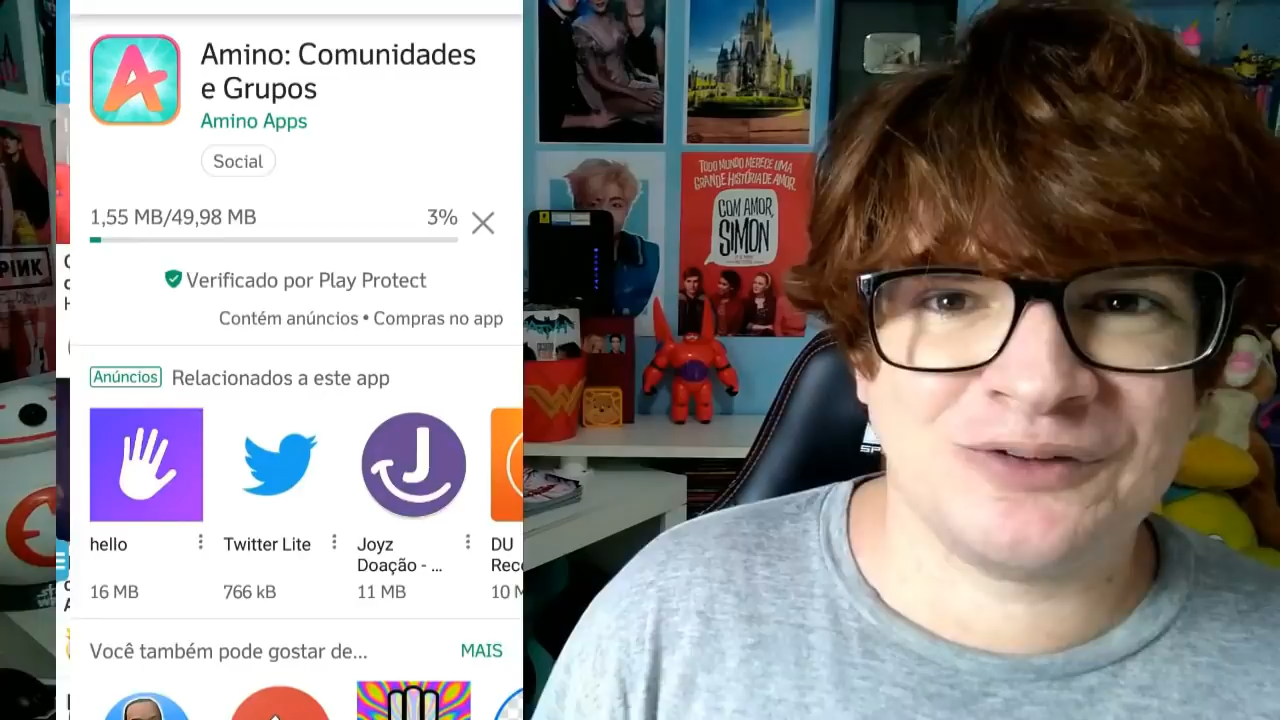 Amino: Comunidades
e Grupos
Amino Apps
Social
1,55 MB/49,98 MB 3%
Verificado por Play Protect
Contém anúncios • Compras no app
Anúncios Relacionados a este app
hello
16 MB
Twitter Lite
766 kB
Joyz
Doação - ...
11 MB
DU
Rec
10 M
Você também pode gostar de... MAIS
PINK
TODO MUNDO MERECE UMA
GRANDE HISTÓRIA DE AMOR.
COM AMOR,
SIMON